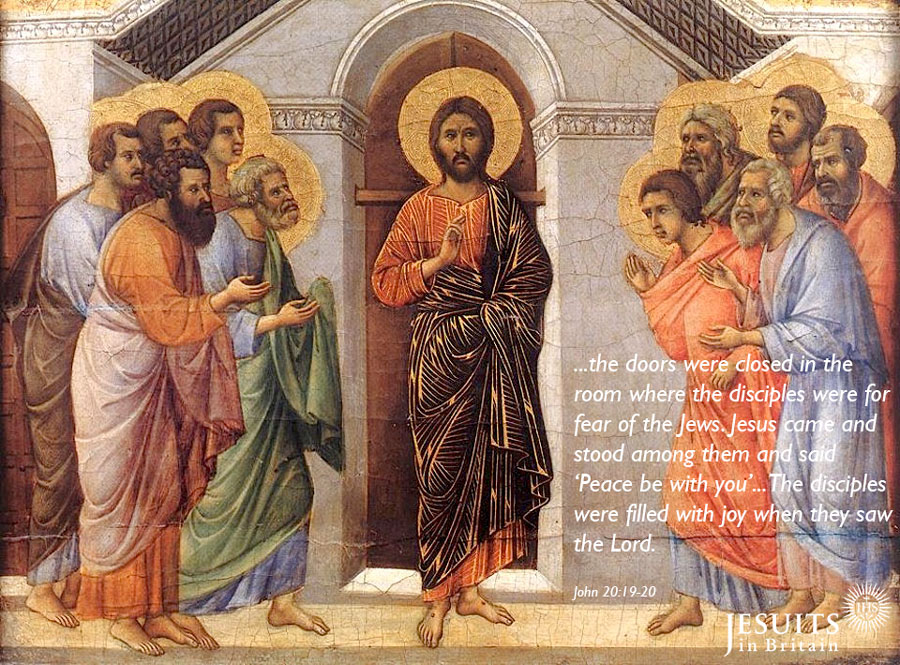 ...the doors were closed in the
room where the disciples were for
fear of the Jews. Jesus came and
stood among them and said
‘Peace be with you’...The disciples
were filled with joy when they saw
the Lord.
John 20:19-20
IHS
JESUITS
in Britain